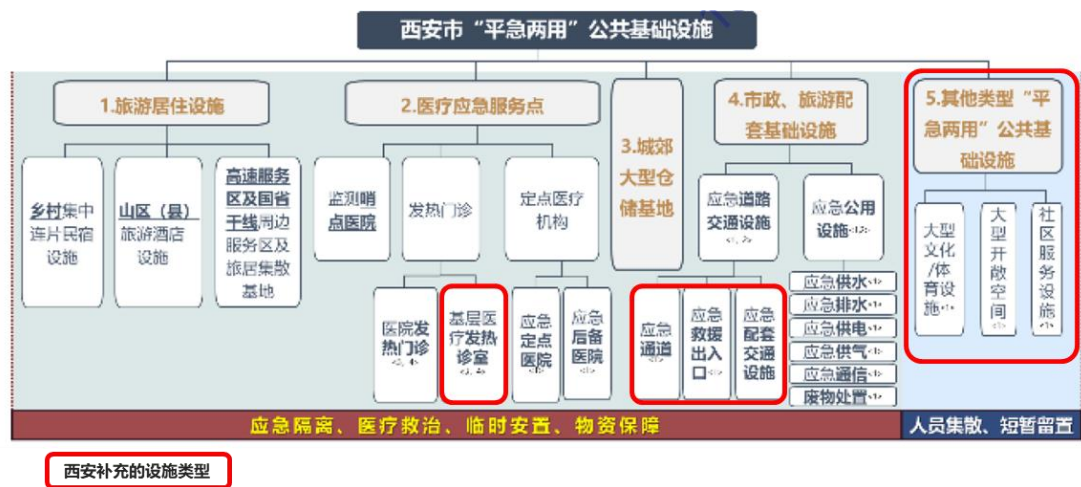 西安市“平急两用”公共基础设施
1.旅游居住设施
2.医疗应急服务点
3.城郊
大型仓
储基地
4.市政、旅游配
套基础设施
5.其他类型“平
急两用”公共基
础设施
乡村集中
连片民宿
设施
山区（县）
旅游酒店
设施
高速服务
区及国省
干线周边
服务区及
旅居集散
基地
监测哨
点医院
发热门诊
定点医疗
机构
应急道路
交通设施
应急公用
设施
大型
文化
/体
育设
施
大
型
开
敞
空
间
社
区
服
务
设
施
医院发
热门诊
基层医
疗发热
诊室
应急
定点
医院
应急
后备
医院
应急
通道
应急
救援
出入
口
应急
配套
交通
设施
应急供水
应急排水
应急供电
应急供气
应急通信
废物处置
应急隔离、医疗救治、临时安置、物资保障
人员集散、短暂留置
西安补充的设施类型